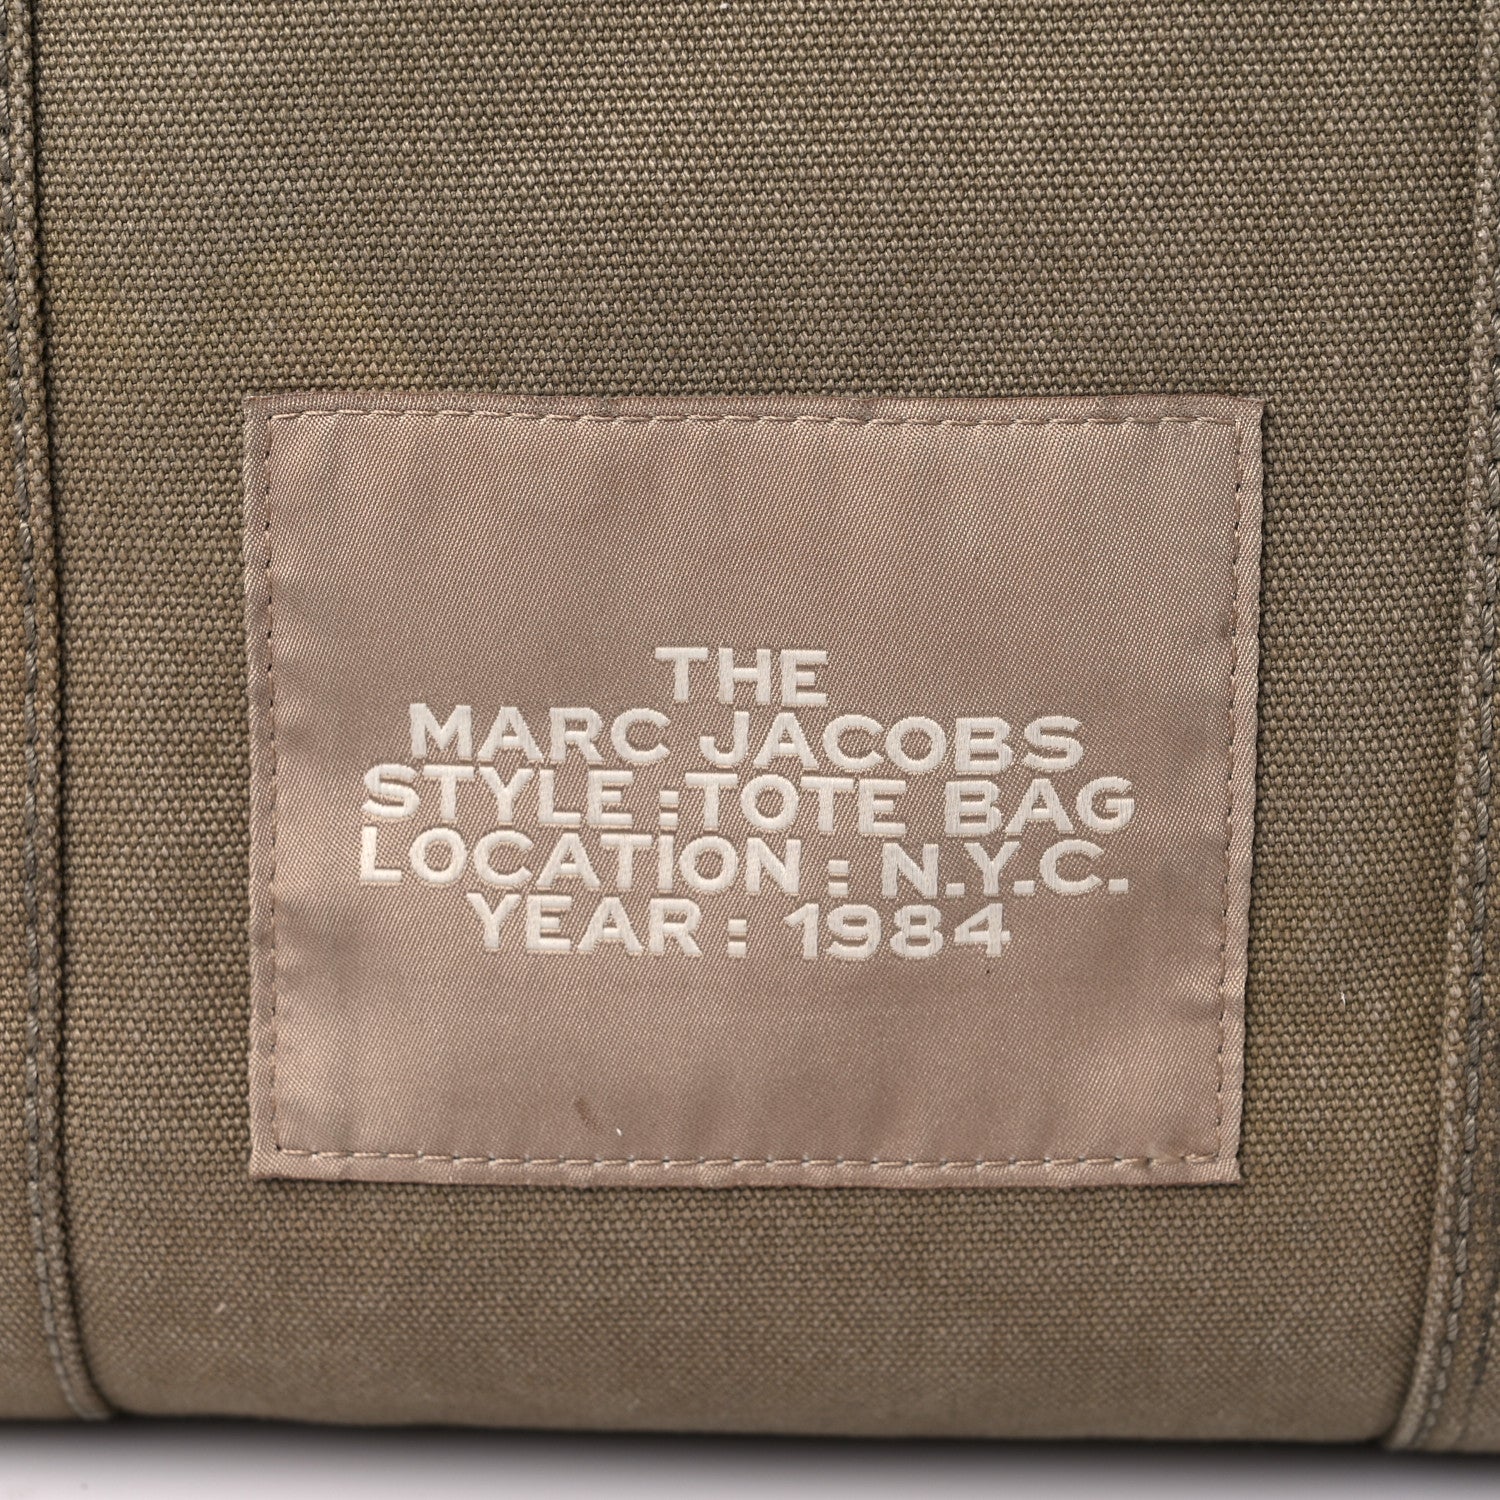 THE
MARC JACOBS
STYLE :TOTE BAG
LOCATION : N.Y.C.
YEAR : 1984